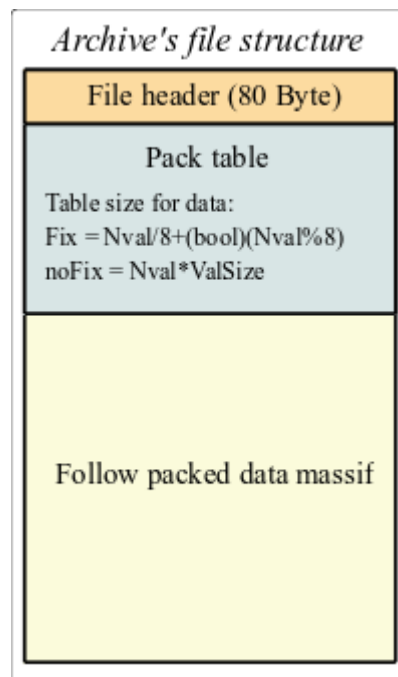 Archive's file structure
File header (80 Byte)
Pack table
Table size for data:
Fix = Nval/8+(bool)(Nval%8)
noFix = Nval*ValSize
Follow packed data massif